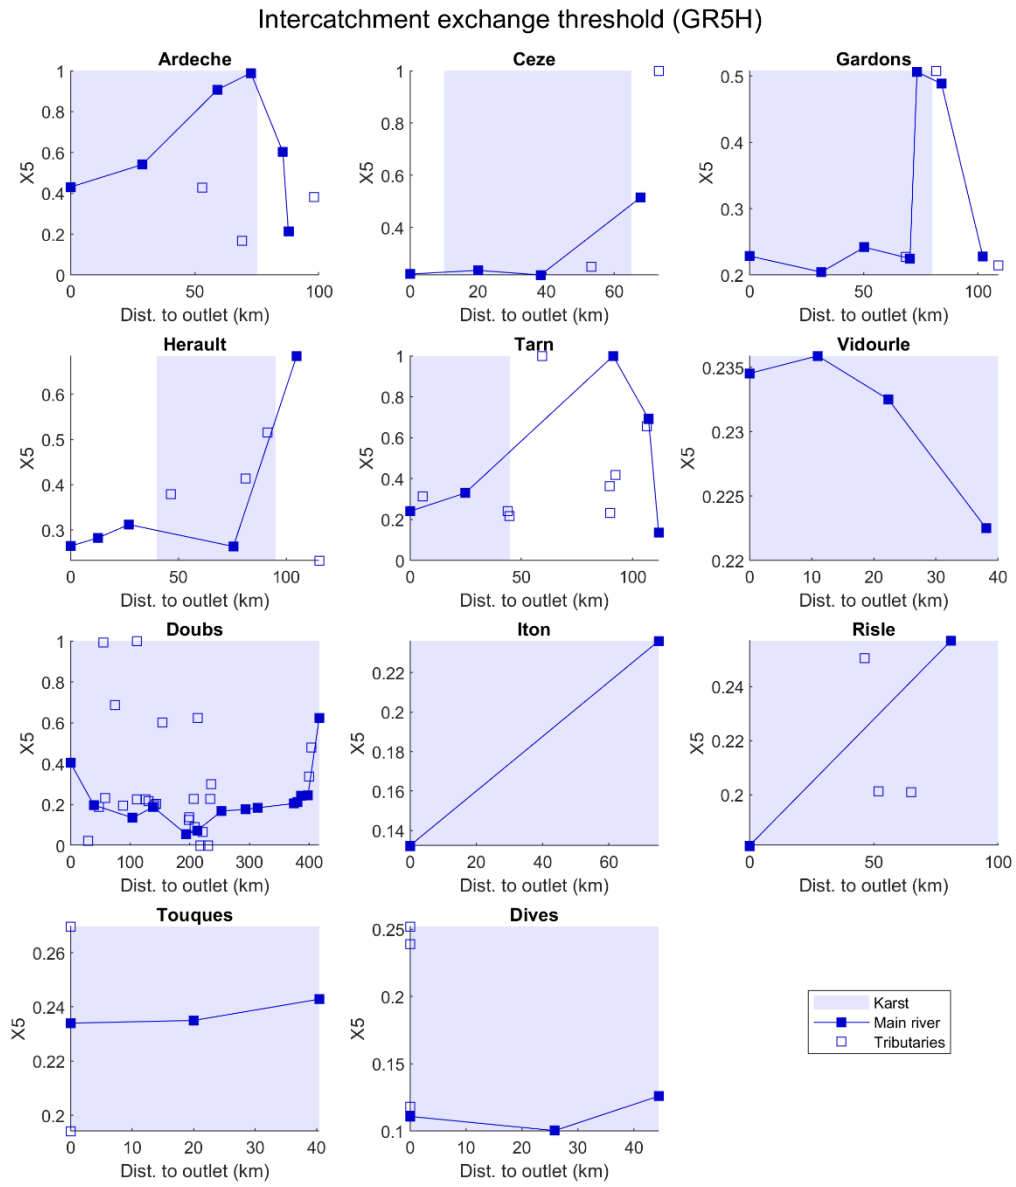 Intercatchment exchange threshold (GR5H)
Ardeche
1
0.8
0.6
0.4
0.2
0
X5
0 50 100
Dist. to outlet (km)
Ceze
1
0.8
0.6
0.4
X5
0 20 40 60
Dist. to outlet (km)
Gardons
0.5
0.4
0.3
0.2
X5
0 50 100
Dist. to outlet (km)
Herault
0.6
0.5
0.4
0.3
X5
0 50 100
Dist. to outlet (km)
Tarn
1
0.8
0.6
0.4
0.2
0
X5
0 50 100
Dist. to outlet (km)
Vidourle
0.235
0.23
0.225
0.22
X5
0 10 20 30 40
Dist. to outlet (km)
Doubs
1
0.8
0.6
0.4
0.2
0
X5
0 100 200 300 400
Dist. to outlet (km)
Iton
0.22
0.2
0.18
0.16
0.14
X5
0 20 40 60
Dist. to outlet (km)
Risle
0.24
0.22
0.2
X5
0 50 100
Dist. to outlet (km)
Touques
0.26
0.24
0.22
0.2
X5
0 10 20 30 40
Dist. to outlet (km)
Dives
0.25
0.2
0.15
0.1
X5
0 10 20 30 40
Dist. to outlet (km)
Karst
Main river
Tributaries